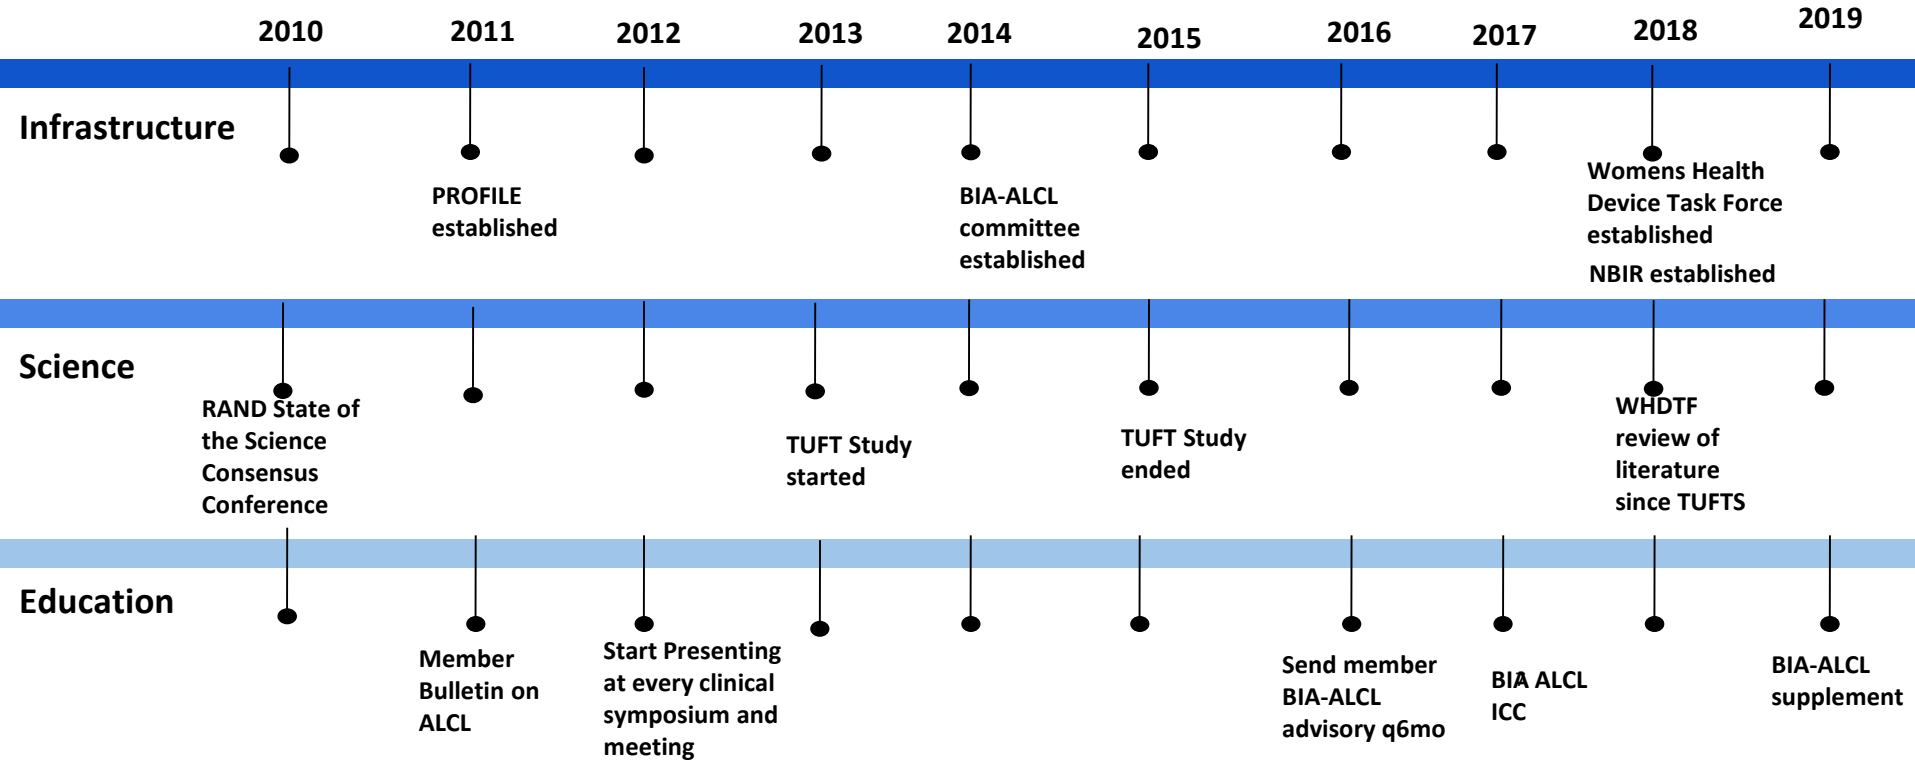 2010 2011 2012 2013 2014 2015 2016 2017 2018 2019
Infrastructure
PROFILE
established
BIA-ALCL
committee
established
Womens Health
Device Task Force
established
NBIR established
Science
RAND State of
the Science
Consensus
Conference
TUFT Study
started
TUFT Study
ended
WHDTF
review of
literature
since TUFTS
Education
Member
Bulletin on
ALCL
Start Presenting
at every clinical
symposium and
meeting
Send member
BIA-ALCL
advisory q6mo
BIA ALCL
ICC
BIA-ALCL
supplement